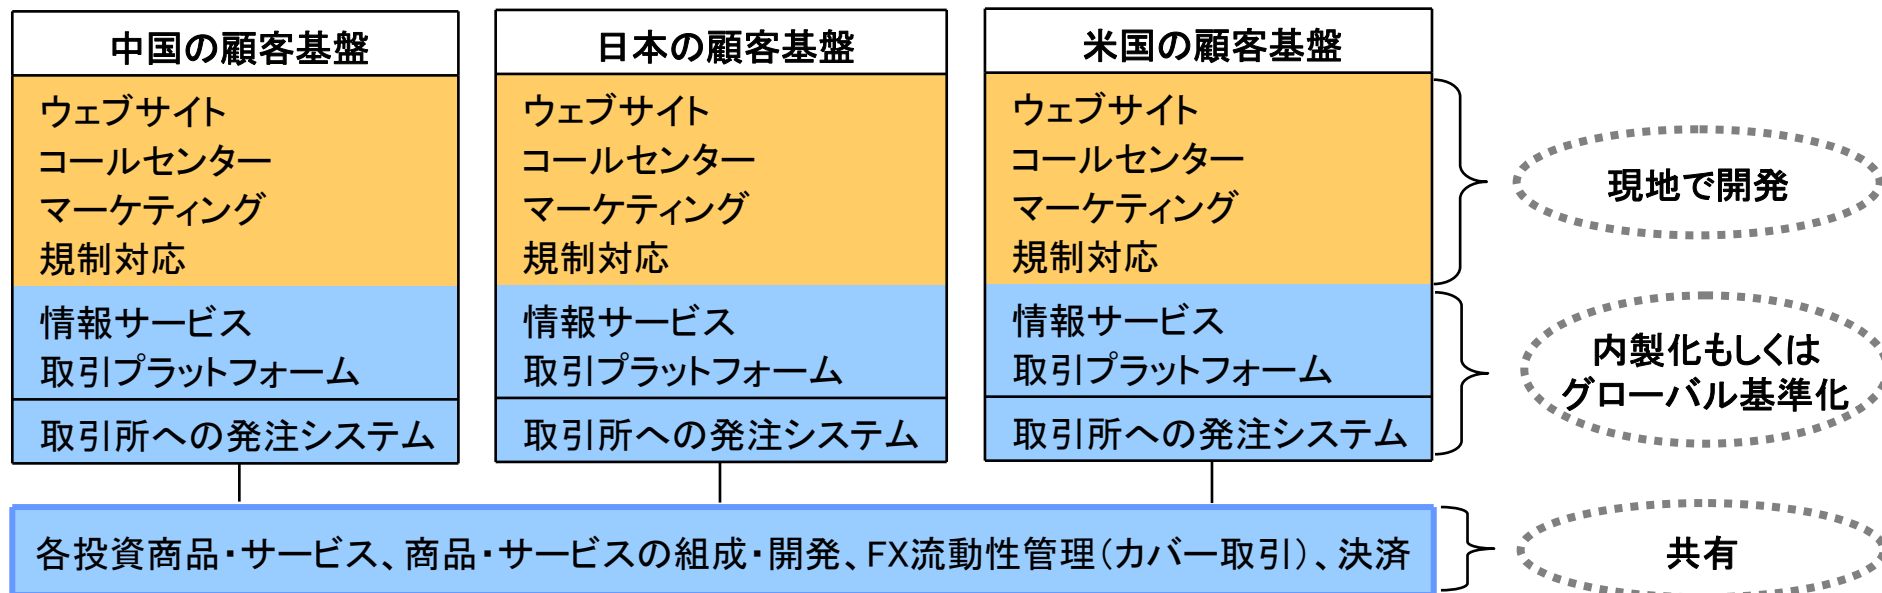 中国の顧客基盤
ウェブサイト
コールセンター
マーケティング
規制対応
情報サービス
取引プラットフォーム
取引所への発注システム
日本の顧客基盤
ウェブサイト
コールセンター
マーケティング
規制対応
情報サービス
取引プラットフォーム
取引所への発注システム
米国の顧客基盤
ウェブサイト
コールセンター
マーケティング
規制対応
情報サービス
取引プラットフォーム
取引所への発注システム
現地で開発
内製化もしくは
グローバル基準化
各投資商品・サービス、商品・サービスの組成・開発、FX流動性管理(カバー取引)、決済
共有